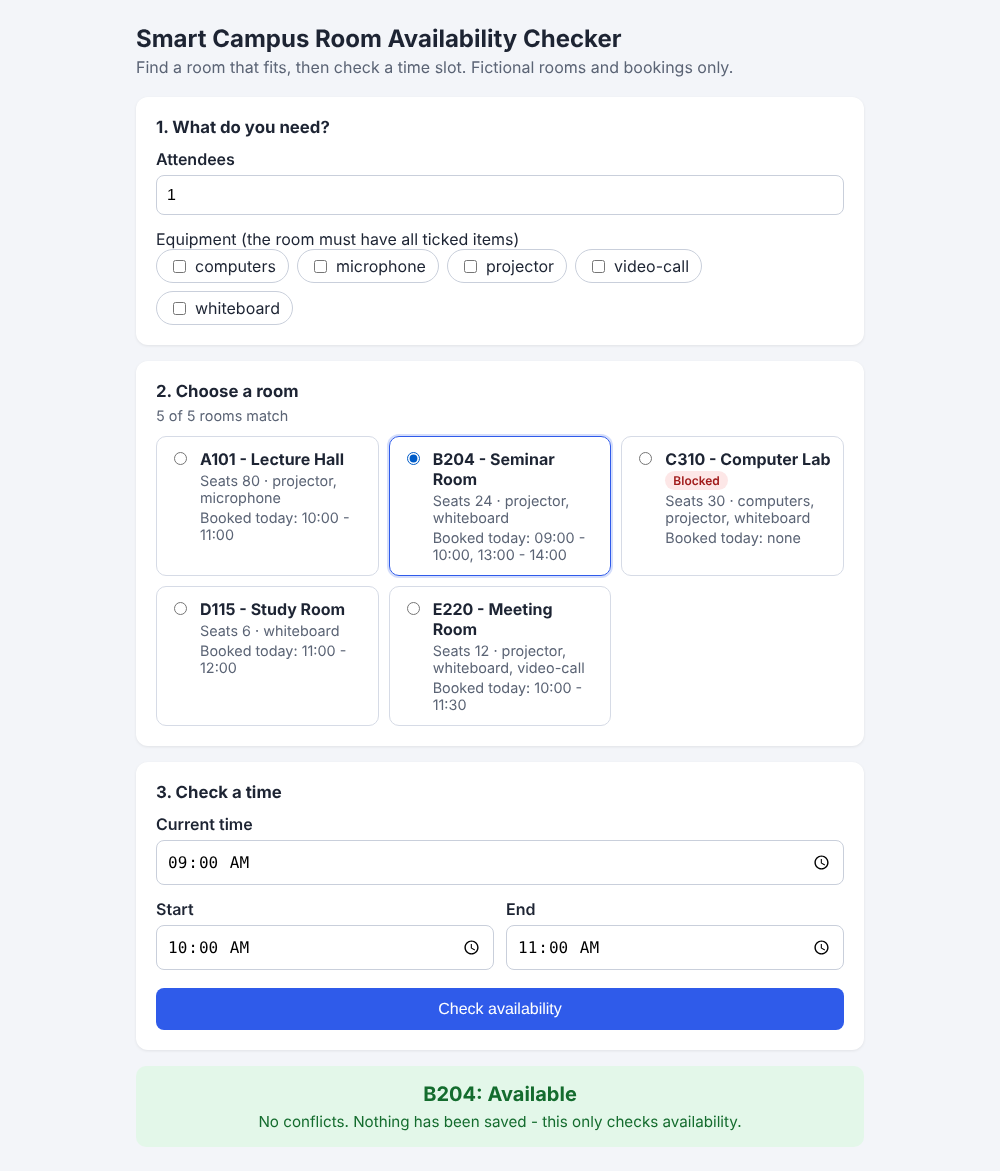 Smart Campus Room Availability Checker
Find a room that fits, then check a time slot. Fictional rooms and bookings only.
1. What do you need?
Attendees
1
Equipment (the room must have all ticked items)
computers
microphone
projector
video-call
whiteboard
2. Choose a room
5 of 5 rooms match
A101 - Lecture Hall
Seats 80 · projector,
microphone
Booked today: 10:00 -
11:00
B204 - Seminar
Room
Seats 24 · projector,
whiteboard
Booked today: 09:00 -
10:00, 13:00 - 14:00
C310 - Computer Lab
Blocked
Seats 30 · computers,
projector, whiteboard
Booked today: none
D115 - Study Room
Seats 6 · whiteboard
Booked today: 11:00 -
12:00
E220 - Meeting
Room
Seats 12 · projector,
whiteboard, video-call
Booked today: 10:00 -
11:30
3. Check a time
Current time
09:00 AM
Start
10:00 AM
End
11:00 AM
Check availability
B204: Available
No conflicts. Nothing has been saved - this only checks availability.